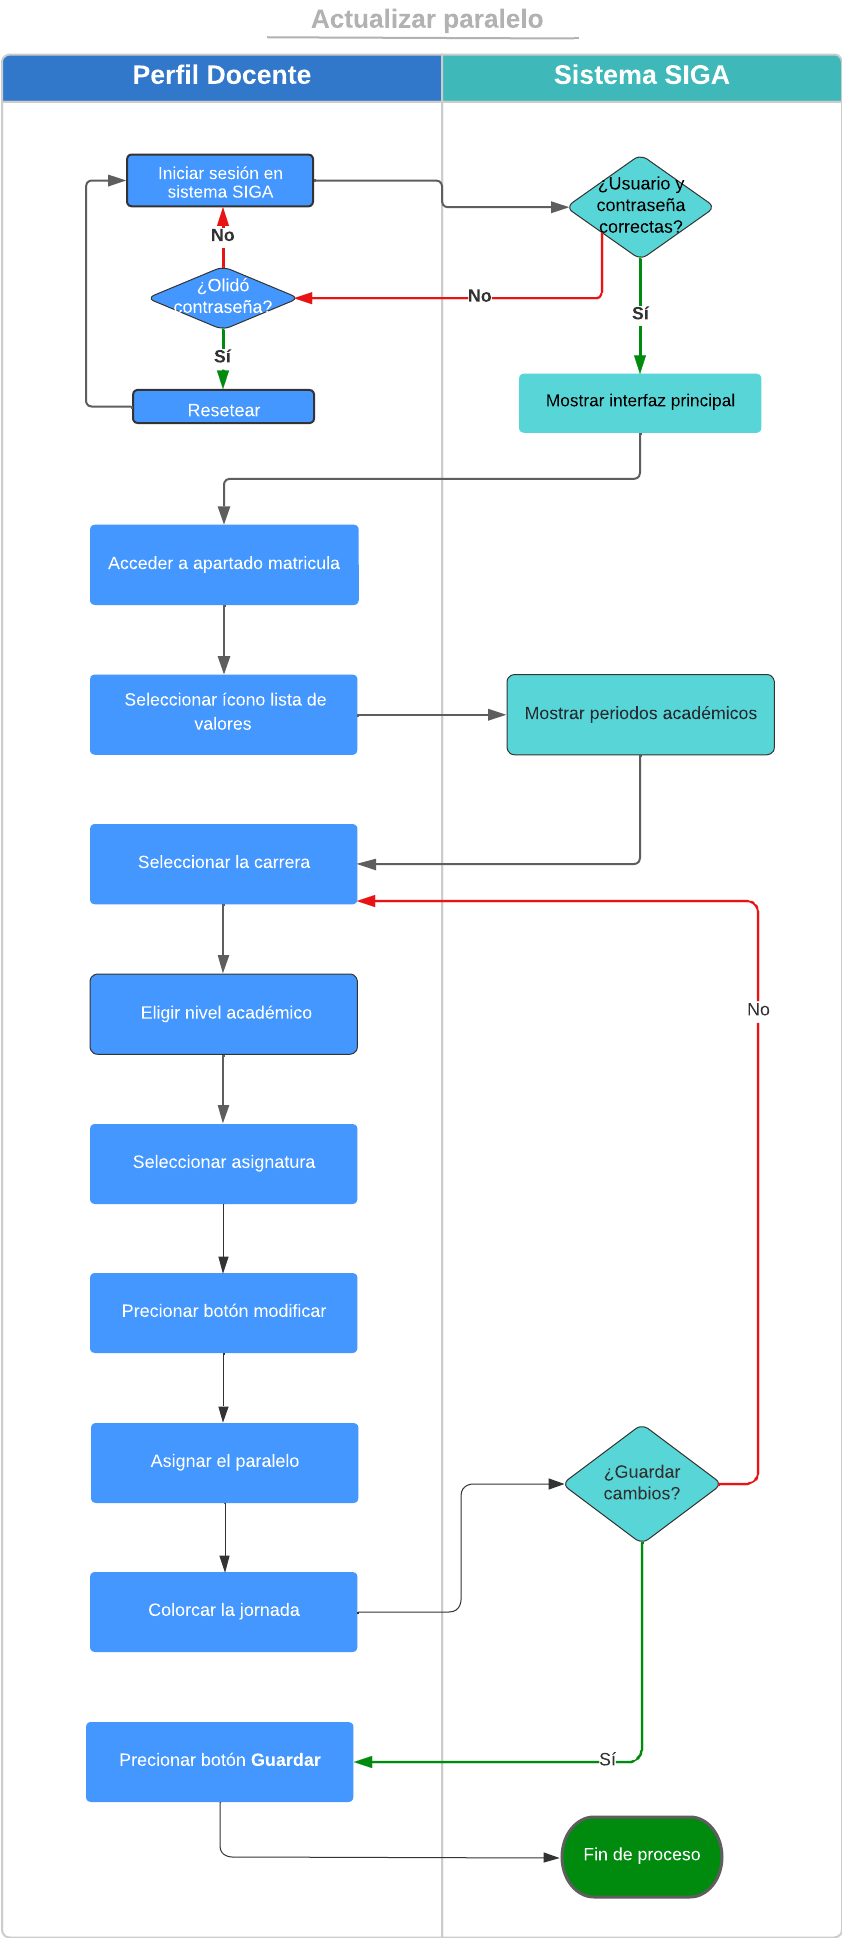 Actualizar paralelo
Perfil Docente
Sistema SIGA
Iniciar sesión en
sistema SIGA
¿Usuario y
contraseña
correctas?
No
¿Olidó
contraseña?
No
Sí
Sí
Resetear
Mostrar interfaz principal
Acceder a apartado matricula
Seleccionar ícono lista de
valores
Mostrar periodos académicos
Seleccionar la carrera
Eligir nivel académico
No
Seleccionar asignatura
Precionar botón modificar
Asignar el paralelo
¿Guardar
cambios?
Colorcar la jornada
Precionar botón Guardar
Sí
Fin de proceso